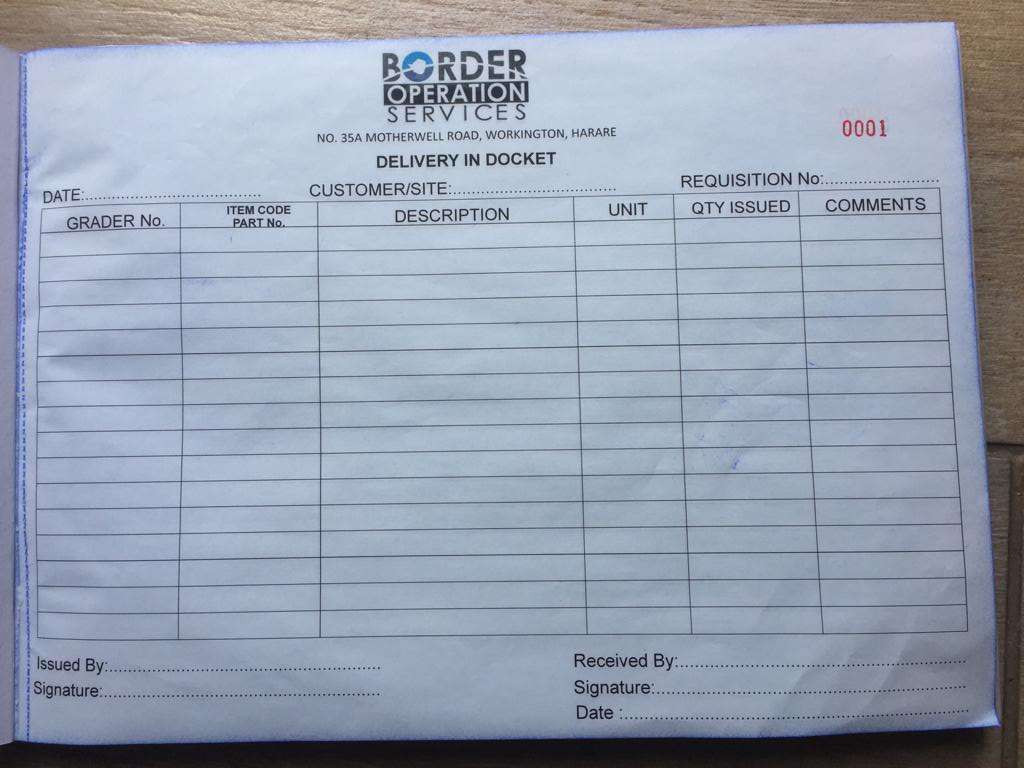 BORDER
OPERATION
SERVICES
NO. 35A MOTHERWELL ROAD, WORKINGTON, HARARE
0001
DELIVERY IN DOCKET
DATE:............................................ CUSTOMER/SITE:........................................ REQUISITION No:............................
GRADER No. ITEM CODE PART No. DESCRIPTION UNIT QTY ISSUED COMMENTS
Issued By:.................................................................. Received By:......................................................................
Signature:.................................................................. Signature:...........................................................................
Date :....................................................................................